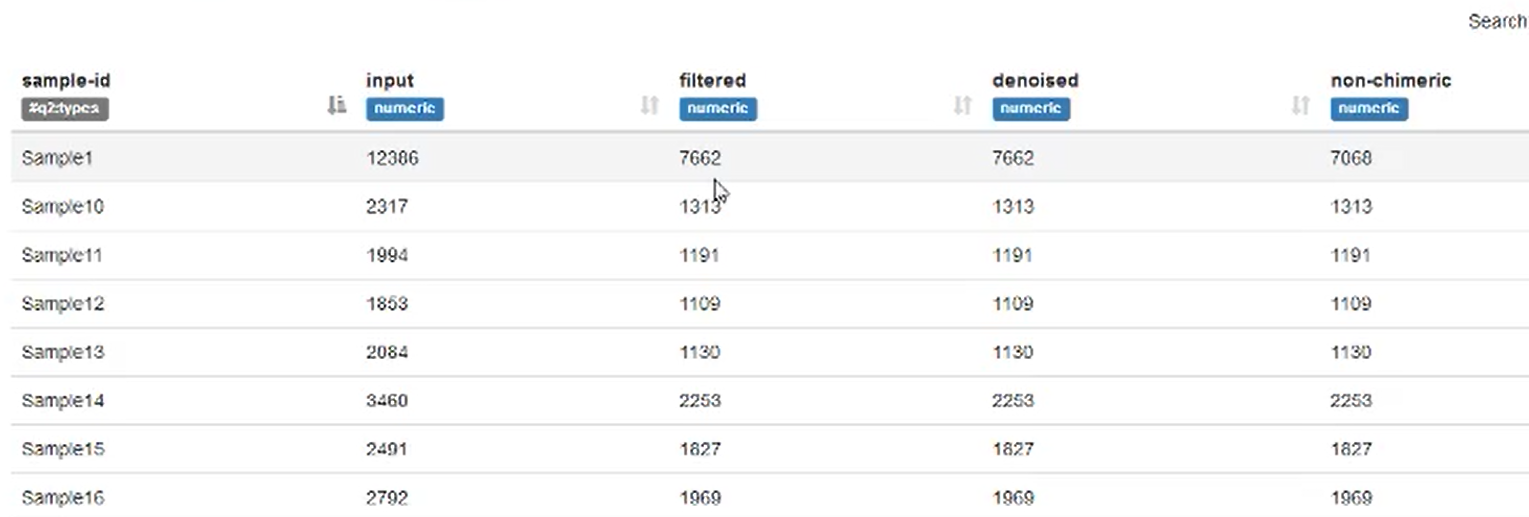 Search
sample-id input filtered denoised non-chimeric
#q2:types numeric numeric numeric numeric
Sample1 12386 7662 7662 7068
Sample10 2317 1313 1313 1313
Sample11 1994 1191 1191 1191
Sample12 1853 1109 1109 1109
Sample13 2084 1130 1130 1130
Sample14 3460 2253 2253 2253
Sample15 2491 1827 1827 1827
Sample16 2792 1969 1969 1969